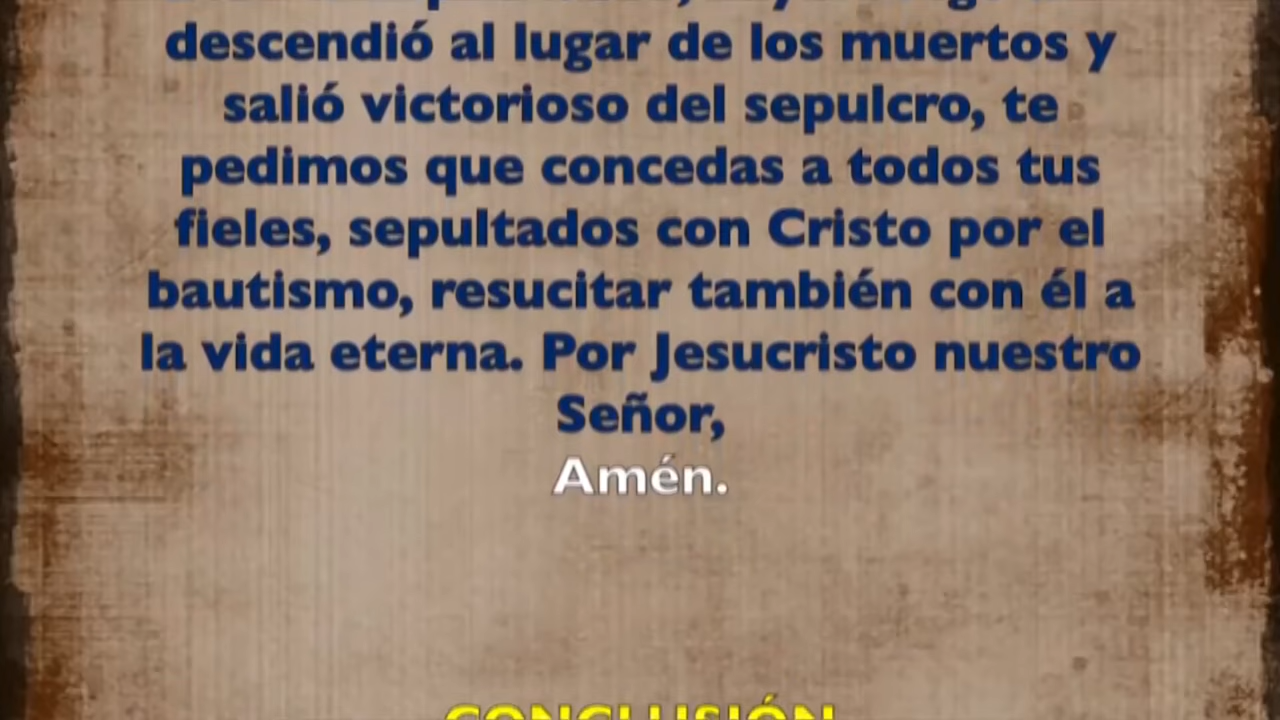 descendió al lugar de los muertos y
salió victorioso del sepulcro, te
pedimos que concedas a todos tus
fieles, sepultados con Cristo por el
bautismo, resucitar también con él a
la vida eterna. Por Jesucristo nuestro
Señor,
Amén.
CONCLUSIÓN